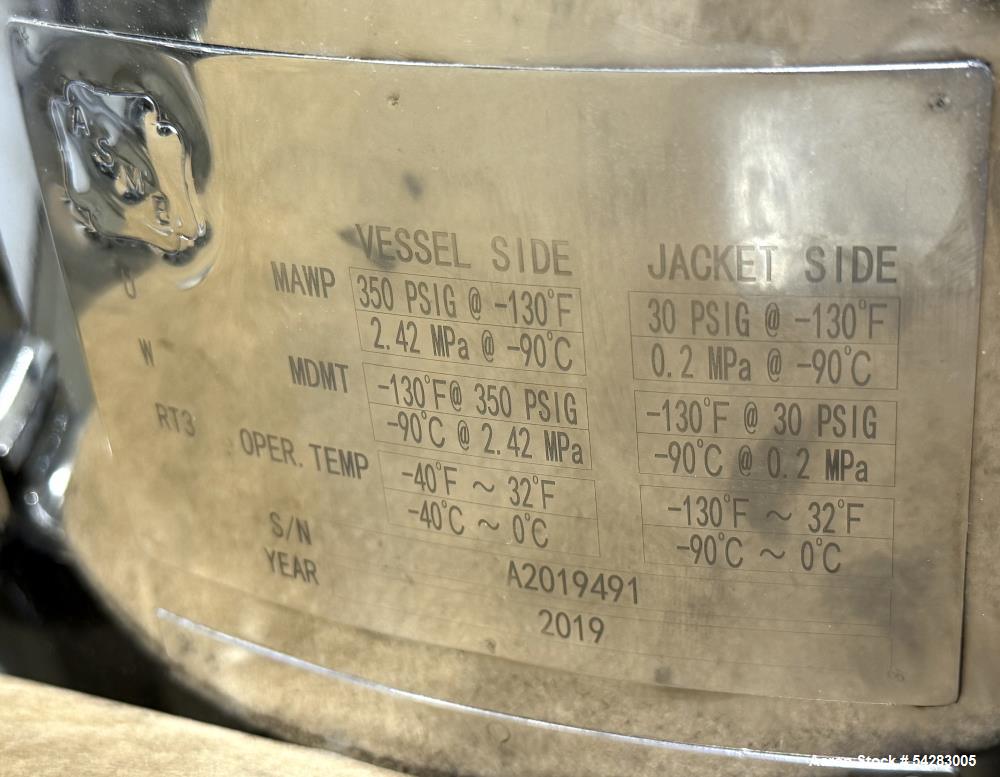 ASME
VESSEL SIDE JACKET SIDE
U MAWP 350 PSIG @ -130°F 30 PSIG @ -130°F
2.42 MPa @ -90°C 0.2 MPa @ -90°C
W MDMT -130°F@ 350 PSIG -130°F @ 30 PSIG
-90°C @ 2.42 MPa -90°C @ 0.2 MPa
RT3 OPER. TEMP -40°F ~ 32°F -130°F ~ 32°F
-40°C ~ 0°C -90°C ~ 0°C
S/N A2019491
YEAR 2019
Aaron Stock # 54283005